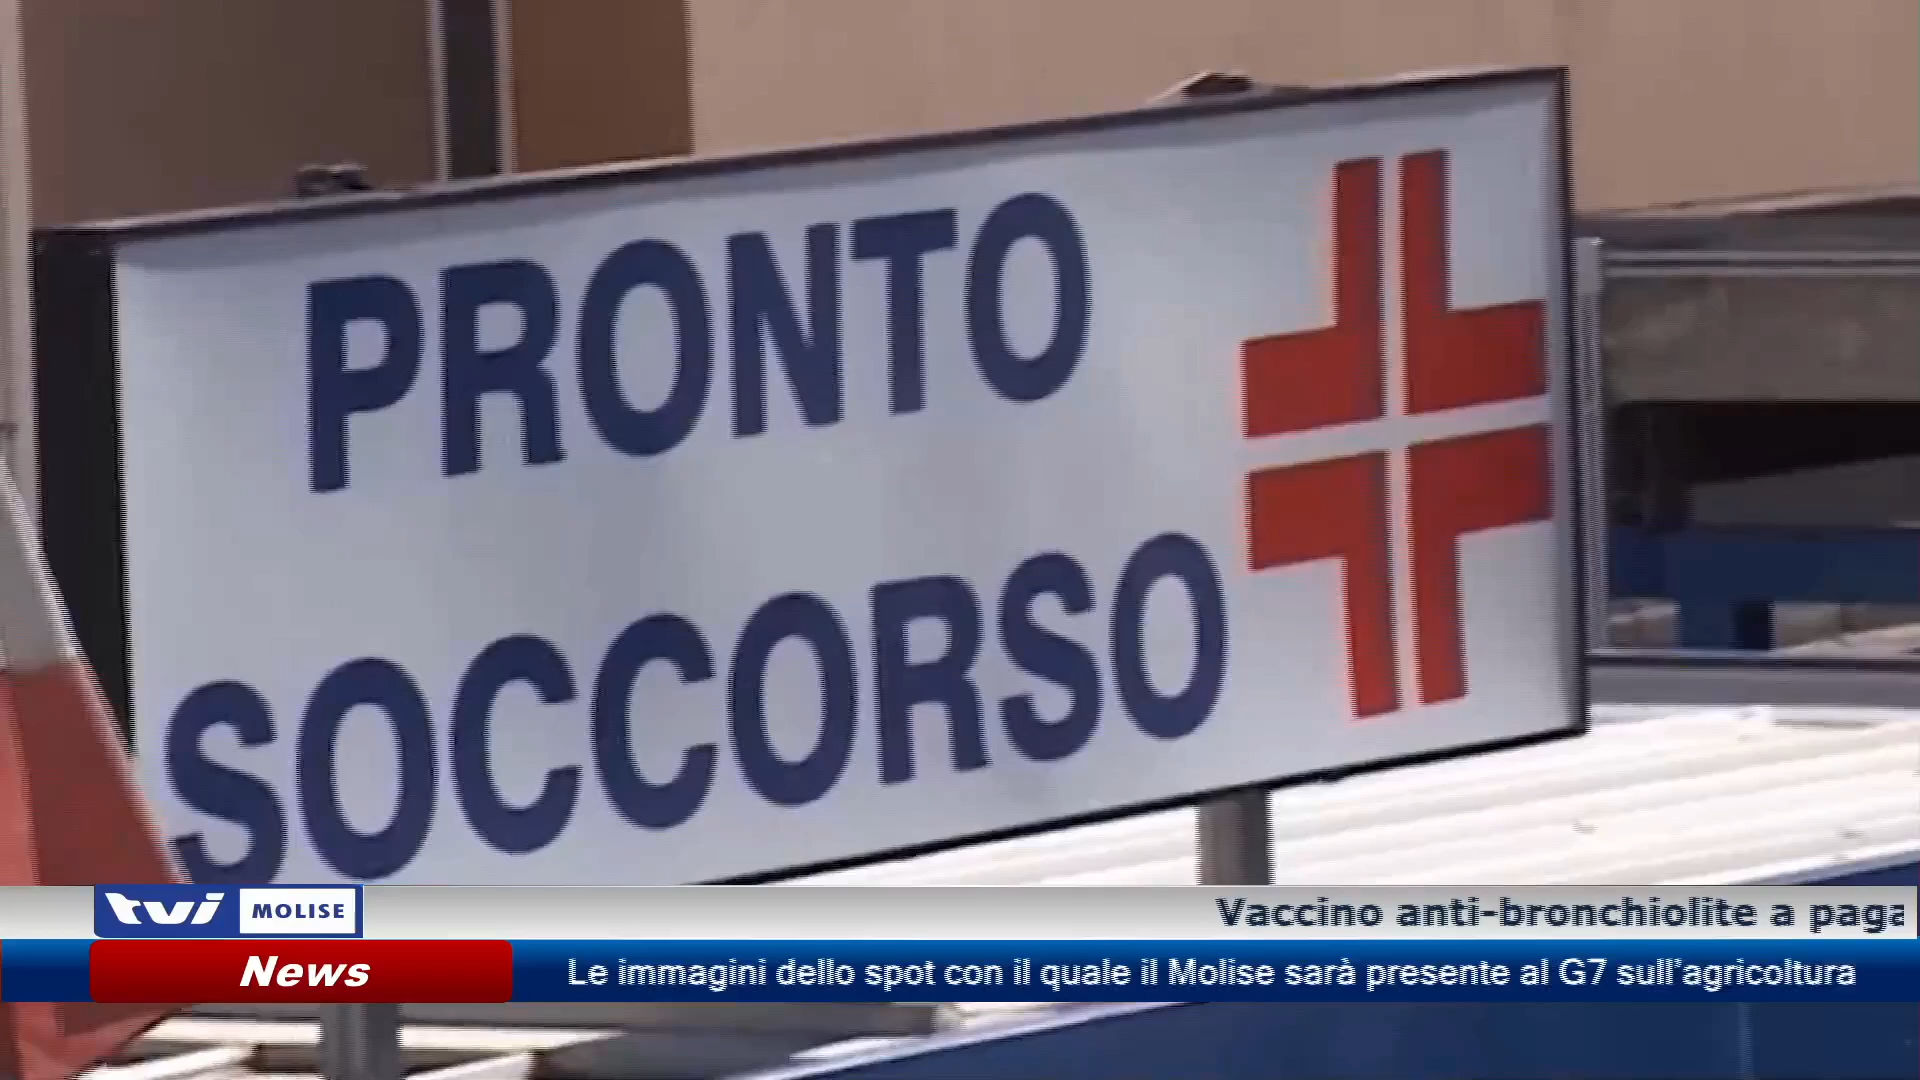 PRONTO
SOCCORSO
tvi MOLISE
Vaccino anti-bronchiolite a
News
Le immagini dello spot con il quale il Molise sarà presente al G7 sull'agricoltura